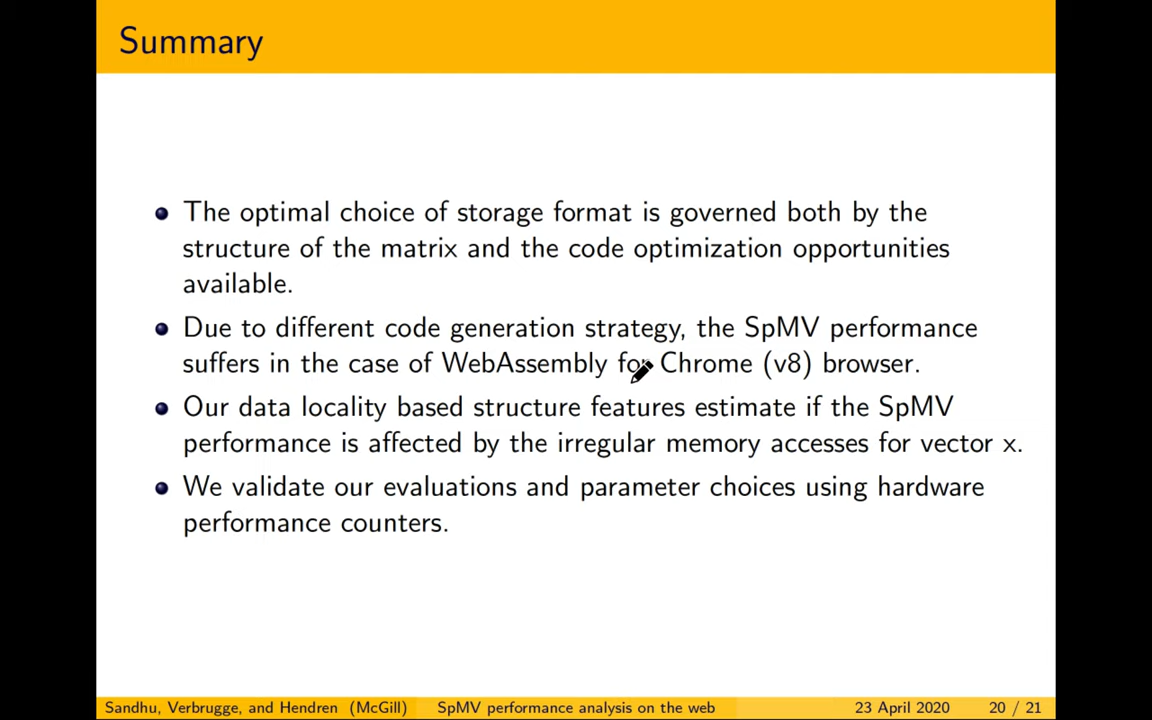 Summary
The optimal choice of storage format is governed both by the
structure of the matrix and the code optimization opportunities
available.
Due to different code generation strategy, the SpMV performance
suffers in the case of WebAssembly for Chrome (v8) browser.
Our data locality based structure features estimate if the SpMV
performance is affected by the irregular memory accesses for vector x.
We validate our evaluations and parameter choices using hardware
performance counters.
Sandhu, Verbrugge, and Hendren (McGill) SpMV performance analysis on the web 23 April 2020 20 / 21